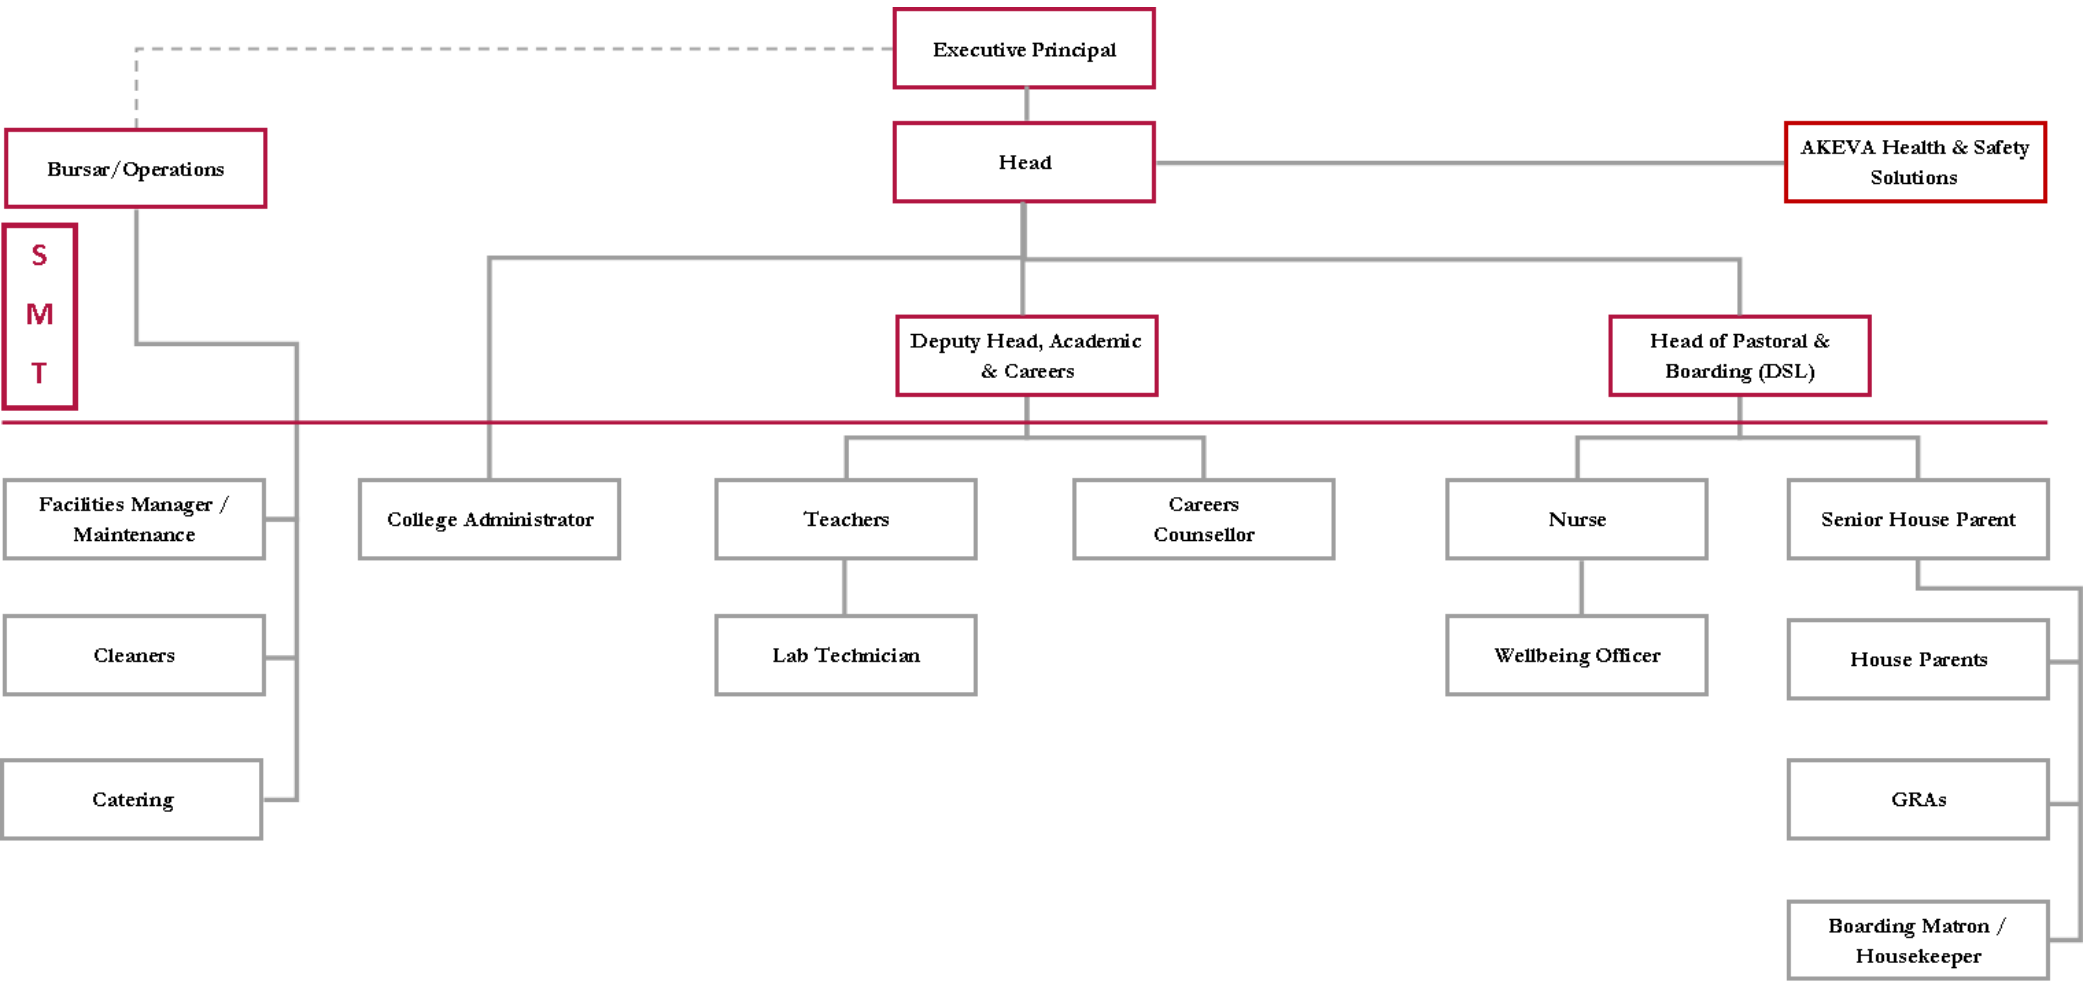 Executive Principal
Bursar/Operations
Head
AKEVA Health & Safety
Solutions
S
M
T
Deputy Head, Academic
& Careers
Head of Pastoral &
Boarding (DSL)
Facilities Manager /
Maintenance
College Administrator
Teachers
Careers
Counsellor
Nurse
Senior House Parent
Cleaners
Lab Technician
Wellbeing Officer
House Parents
Catering
GRAs
Boarding Matron /
Housekeeper